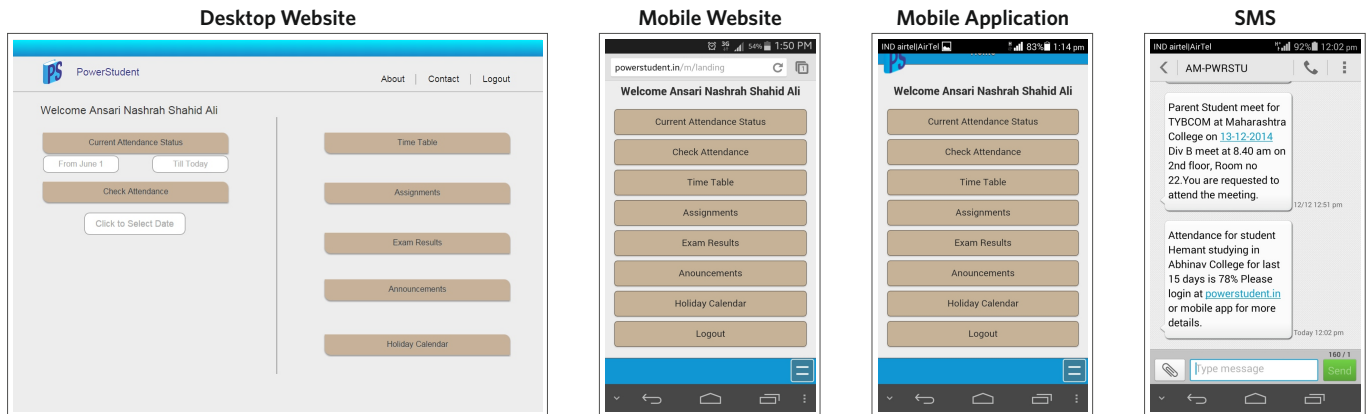 Desktop Website
PS PowerStudent
About | Contact | Logout
Welcome Ansari Nashrah Shahid Ali
Current Attendance Status
From June 1 Till Today
Check Attendance
Click to Select Date
Time Table
Assignments
Exam Results
Announcements
Holiday Calendar
Mobile Website
3G 54% 1:50 PM
powerstudent.in/m/landing
Welcome Ansari Nashrah Shahid Ali
Current Attendance Status
Check Attendance
Time Table
Assignments
Exam Results
Anouncements
Holiday Calendar
Logout
Mobile Application
IND airtel|AirTel 83% 1:14 pm
PS
Welcome Ansari Nashrah Shahid Ali
Current Attendance Status
Check Attendance
Time Table
Assignments
Exam Results
Anouncements
Holiday Calendar
Logout
SMS
IND airtel|AirTel 92% 12:02 pm
AM-PWRSTU
Parent Student meet for
TYBCOM at Maharashtra
College on 13-12-2014
Div B meet at 8.40 am on
2nd floor, Room no
22.You are requested to
attend the meeting.
12/12 12:51 pm
Attendance for student
Hemant studying in
Abhinav College for last
15 days is 78% Please
login at powerstudent.in
or mobile app for more
details.
Today 12:02 pm
160 / 1
Type message
Send